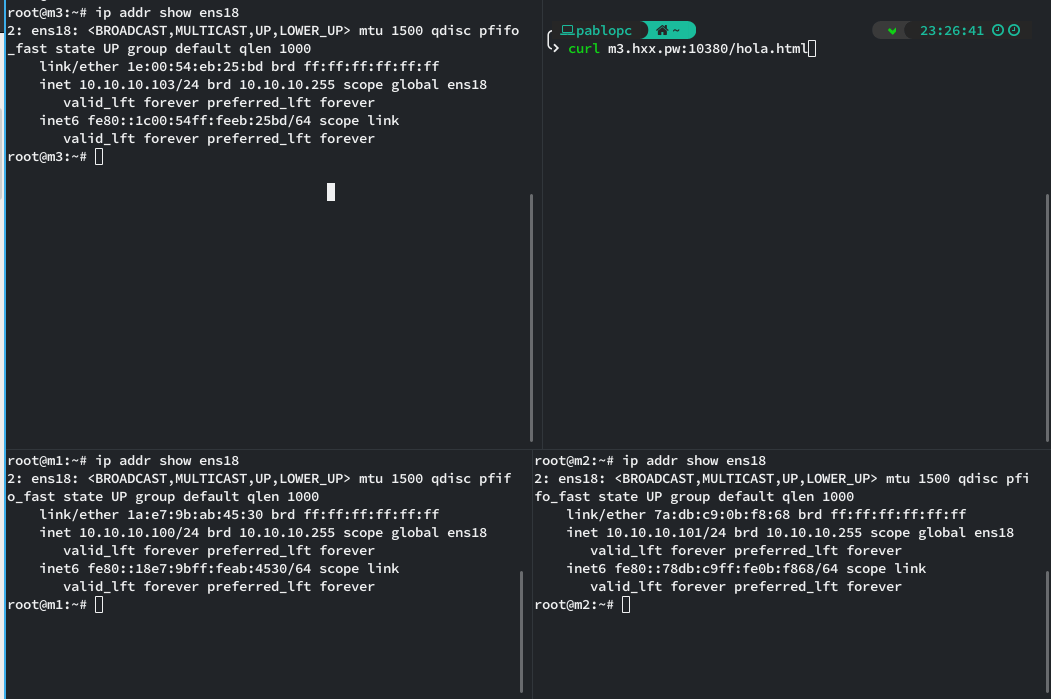 root@m3:~# ip addr show ens18
2: ens18: <BROADCAST,MULTICAST,UP,LOWER_UP> mtu 1500 qdisc pfifo
_fast state UP group default qlen 1000
    link/ether 1e:00:54:eb:25:bd brd ff:ff:ff:ff:ff:ff
    inet 10.10.10.103/24 brd 10.10.10.255 scope global ens18
       valid_lft forever preferred_lft forever
    inet6 fe80::1c00:54ff:feeb:25bd/64 scope link
       valid_lft forever preferred_lft forever
root@m3:~#
pablopc ~ 23:26:41
curl m3.hxx.pw:10380/hola.html
root@m1:~# ip addr show ens18
2: ens18: <BROADCAST,MULTICAST,UP,LOWER_UP> mtu 1500 qdisc pfif
o_fast state UP group default qlen 1000
    link/ether 1a:e7:9b:ab:45:30 brd ff:ff:ff:ff:ff:ff
    inet 10.10.10.100/24 brd 10.10.10.255 scope global ens18
       valid_lft forever preferred_lft forever
    inet6 fe80::18e7:9bff:feab:4530/64 scope link
       valid_lft forever preferred_lft forever
root@m1:~#
root@m2:~# ip addr show ens18
2: ens18: <BROADCAST,MULTICAST,UP,LOWER_UP> mtu 1500 qdisc pfi
fo_fast state UP group default qlen 1000
    link/ether 7a:db:c9:0b:f8:68 brd ff:ff:ff:ff:ff:ff
    inet 10.10.10.101/24 brd 10.10.10.255 scope global ens18
       valid_lft forever preferred_lft forever
    inet6 fe80::78db:c9ff:fe0b:f868/64 scope link
       valid_lft forever preferred_lft forever
root@m2:~#